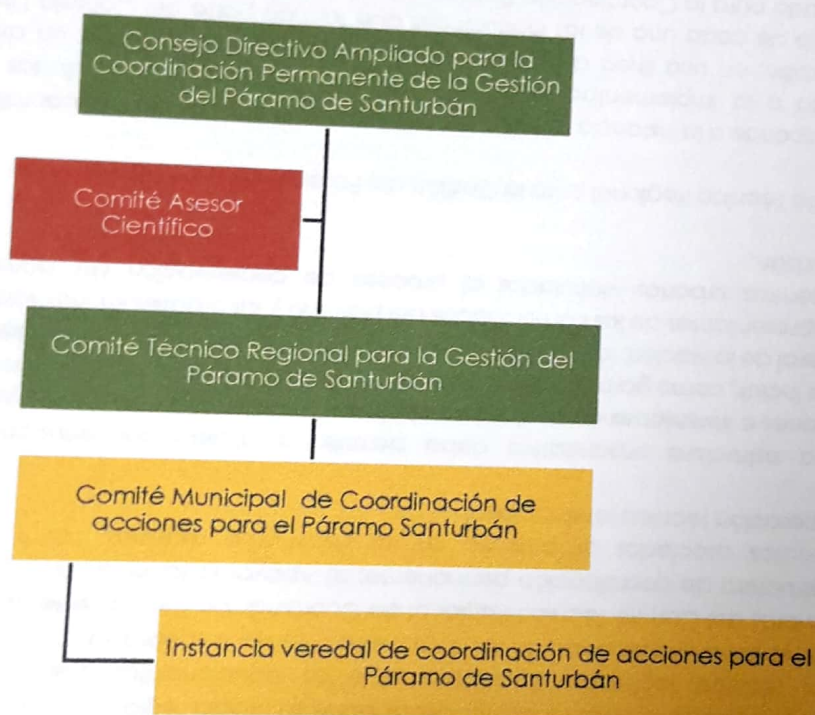 Consejo Directivo Ampliado para la
Coordinación Permanente de la Gestión
del Páramo de Santurbán
Comité Asesor
Científico
Comité Técnico Regional para la Gestión del
Páramo de Santurbán
Comité Municipal de Coordinación de
acciones para el Páramo Santurbán
Instancia veredal de coordinación de acciones para el
Páramo de Santurbán